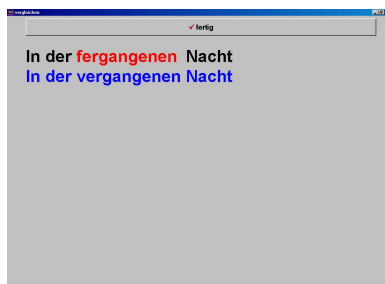 vergleichen
✓ fertig
In der fergangenen Nacht
In der vergangenen Nacht